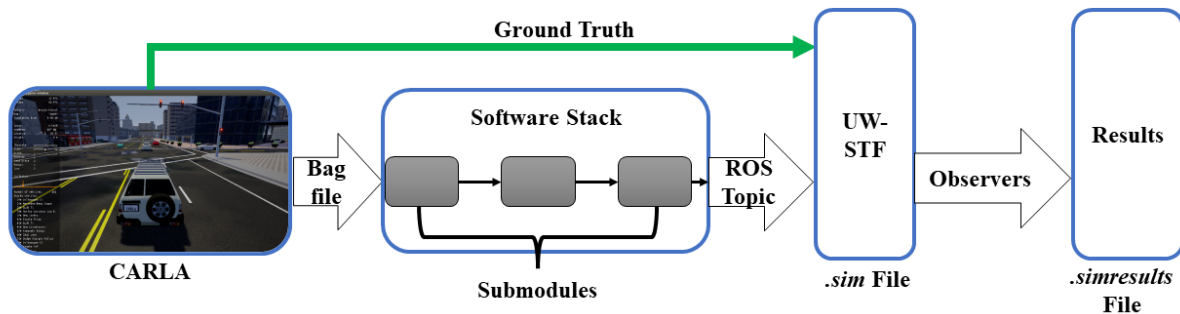 Ground Truth
Software Stack
Bag
file
ROS
Topic
UW-
STF
Observers
Results
CARLA
Submodules
.sim File
.simresults
File